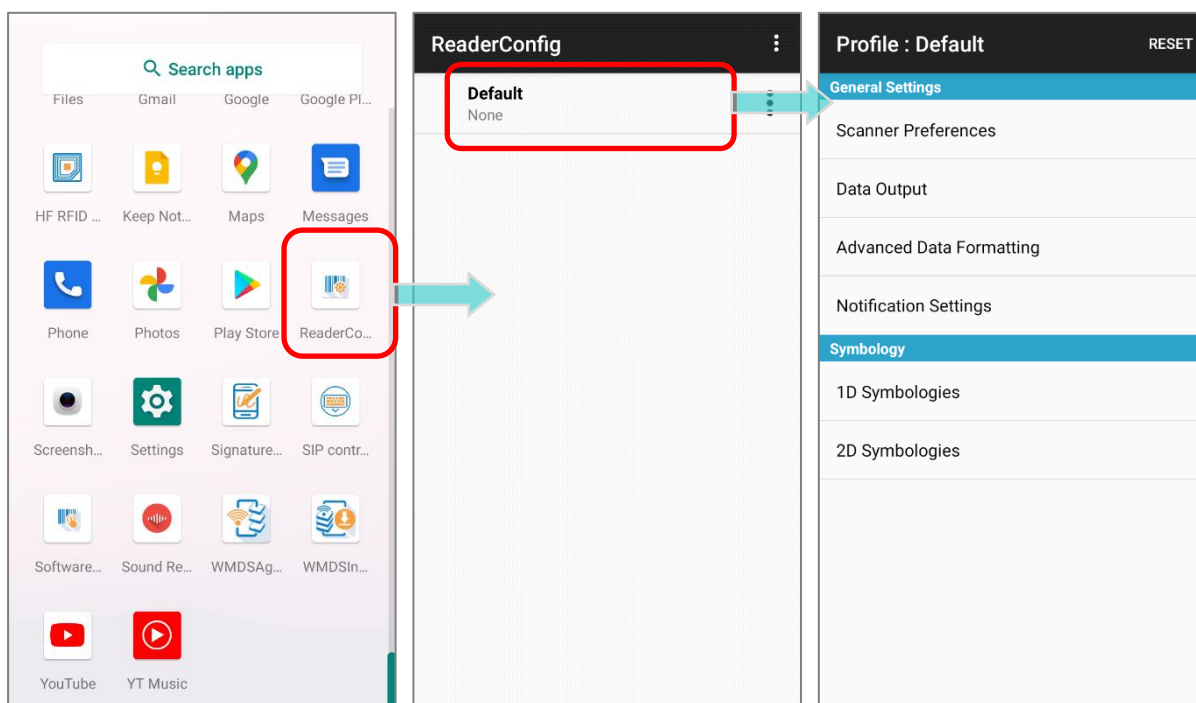 Search apps
Files Gmail Google Google Pl...
HF RFID ... Keep Not... Maps Messages
Phone Photos Play Store ReaderCo...
Screensh... Settings Signature... SIP contr...
Software... Sound Re... WMDSAg... WMDSIn...
YouTube YT Music
ReaderConfig
Default
None
Profile : Default RESET
General Settings
Scanner Preferences
Data Output
Advanced Data Formatting
Notification Settings
Symbology
1D Symbologies
2D Symbologies